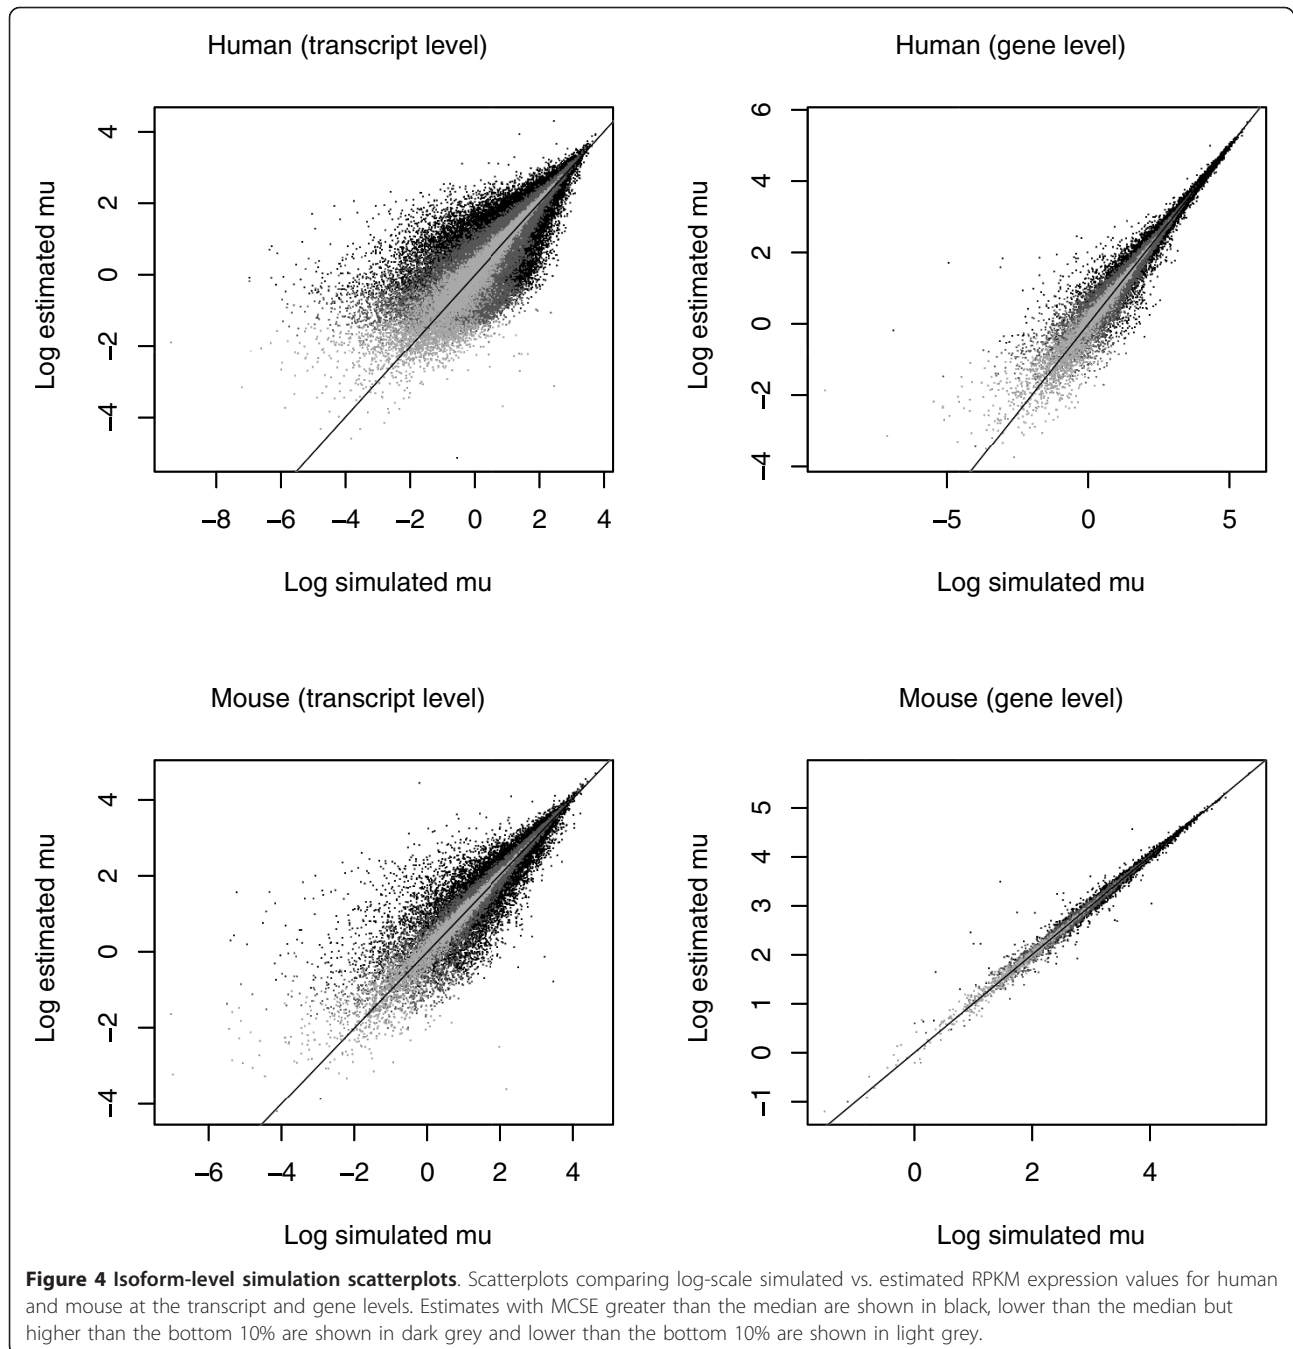 Human (transcript level)
Human (gene level)
Log estimated mu
4
2
0
−2
−4
−8 −6 −4 −2 0 2 4
Log simulated mu
Log estimated mu
6
4
2
0
−2
−4
−5 0 5
Log simulated mu
Mouse (transcript level)
Mouse (gene level)
Log estimated mu
4
2
0
−2
−4
−6 −4 −2 0 2 4
Log simulated mu
Log estimated mu
5
4
3
2
1
0
−1
0 2 4
Log simulated mu
Figure 4 Isoform-level simulation scatterplots. Scatterplots comparing log-scale simulated vs. estimated RPKM expression values for human
and mouse at the transcript and gene levels. Estimates with MCSE greater than the median are shown in black, lower than the median but
higher than the bottom 10% are shown in dark grey and lower than the bottom 10% are shown in light grey.